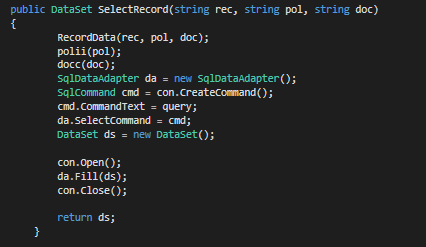 public DataSet SelectRecord(string rec, string pol, string doc)
{
RecordData(rec, pol, doc);
polii(pol);
docc(doc);
SqlDataAdapter da = new SqlDataAdapter();
SqlCommand cmd = con.CreateCommand();
cmd.CommandText = query;
da.SelectCommand = cmd;
DataSet ds = new DataSet();
con.Open();
da.Fill(ds);
con.Close();
return ds;
}